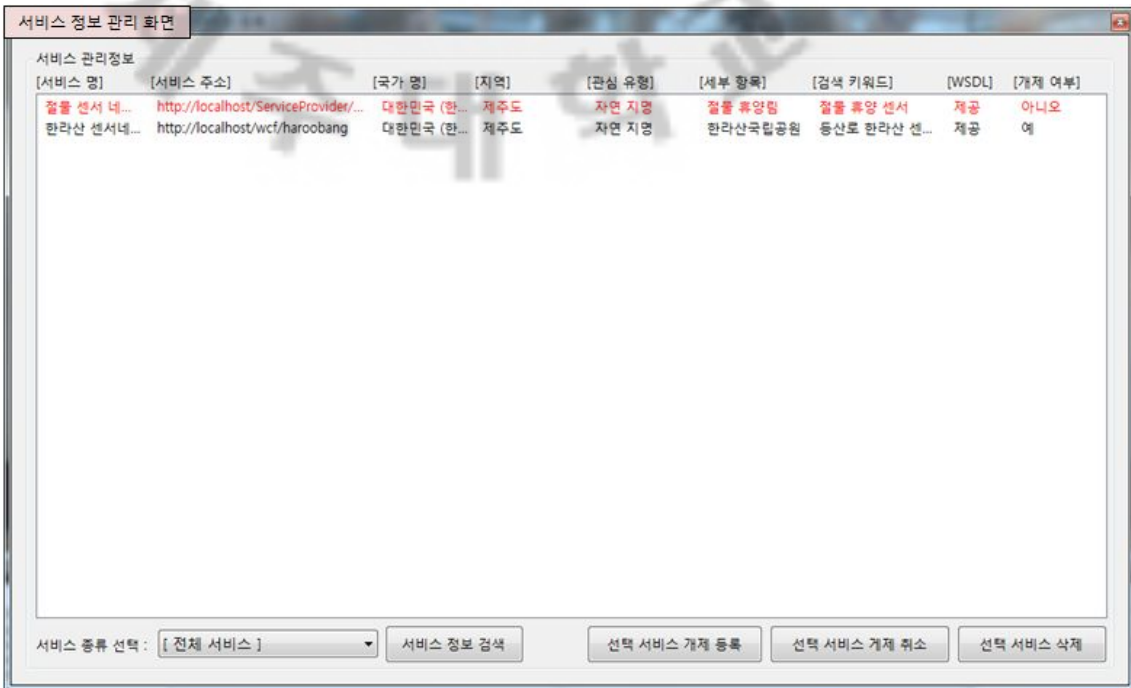 서비스 정보 관리 화면
서비스 관리정보
[서비스 명] [서비스 주소] [국가 명] [지역] [관심 유형] [세부 항목] [검색 키워드] [WSDL] [개제 여부]
절물 센서 네... http://localhost/ServiceProvider/... 대한민국 (한... 제주도 자연 지명 절물 휴양림 절물 휴양 센서 제공 아니오
한라산 센서네... http://localhost/wcf/haroobang 대한민국 (한... 제주도 자연 지명 한라산국립공원 등산로 한라산 센... 제공 예
서비스 종류 선택 : [ 전체 서비스 ] 서비스 정보 검색 선택 서비스 개제 등록 선택 서비스 게제 취소 선택 서비스 삭제